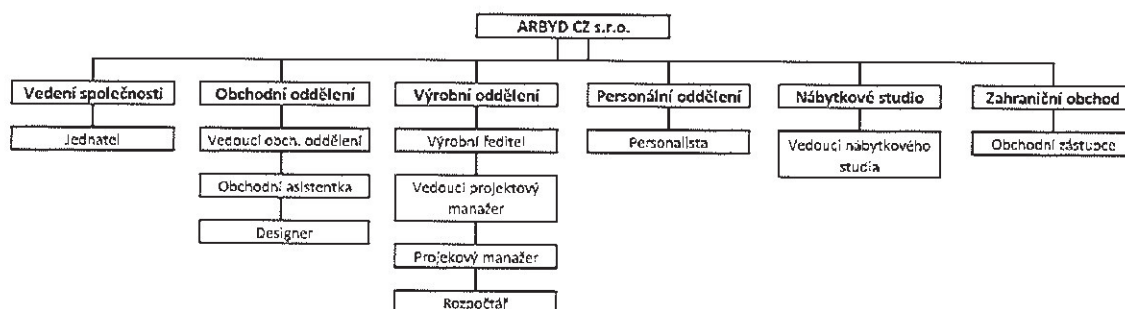 ARBYD CZ s.r.o.
Vedení společnosti
Jednatel
Obchodní oddělení
Vedoucí obch. oddělení
Obchodní asistentka
Designer
Výrobní oddělení
Výrobní ředitel
Vedoucí projektový
manažer
Projekový manažer
Rozpočtář
Personální oddělení
Personalista
Nábytkové studio
Vedoucí nábytkového
studia
Zahraniční obchod
Obchodní zástupce